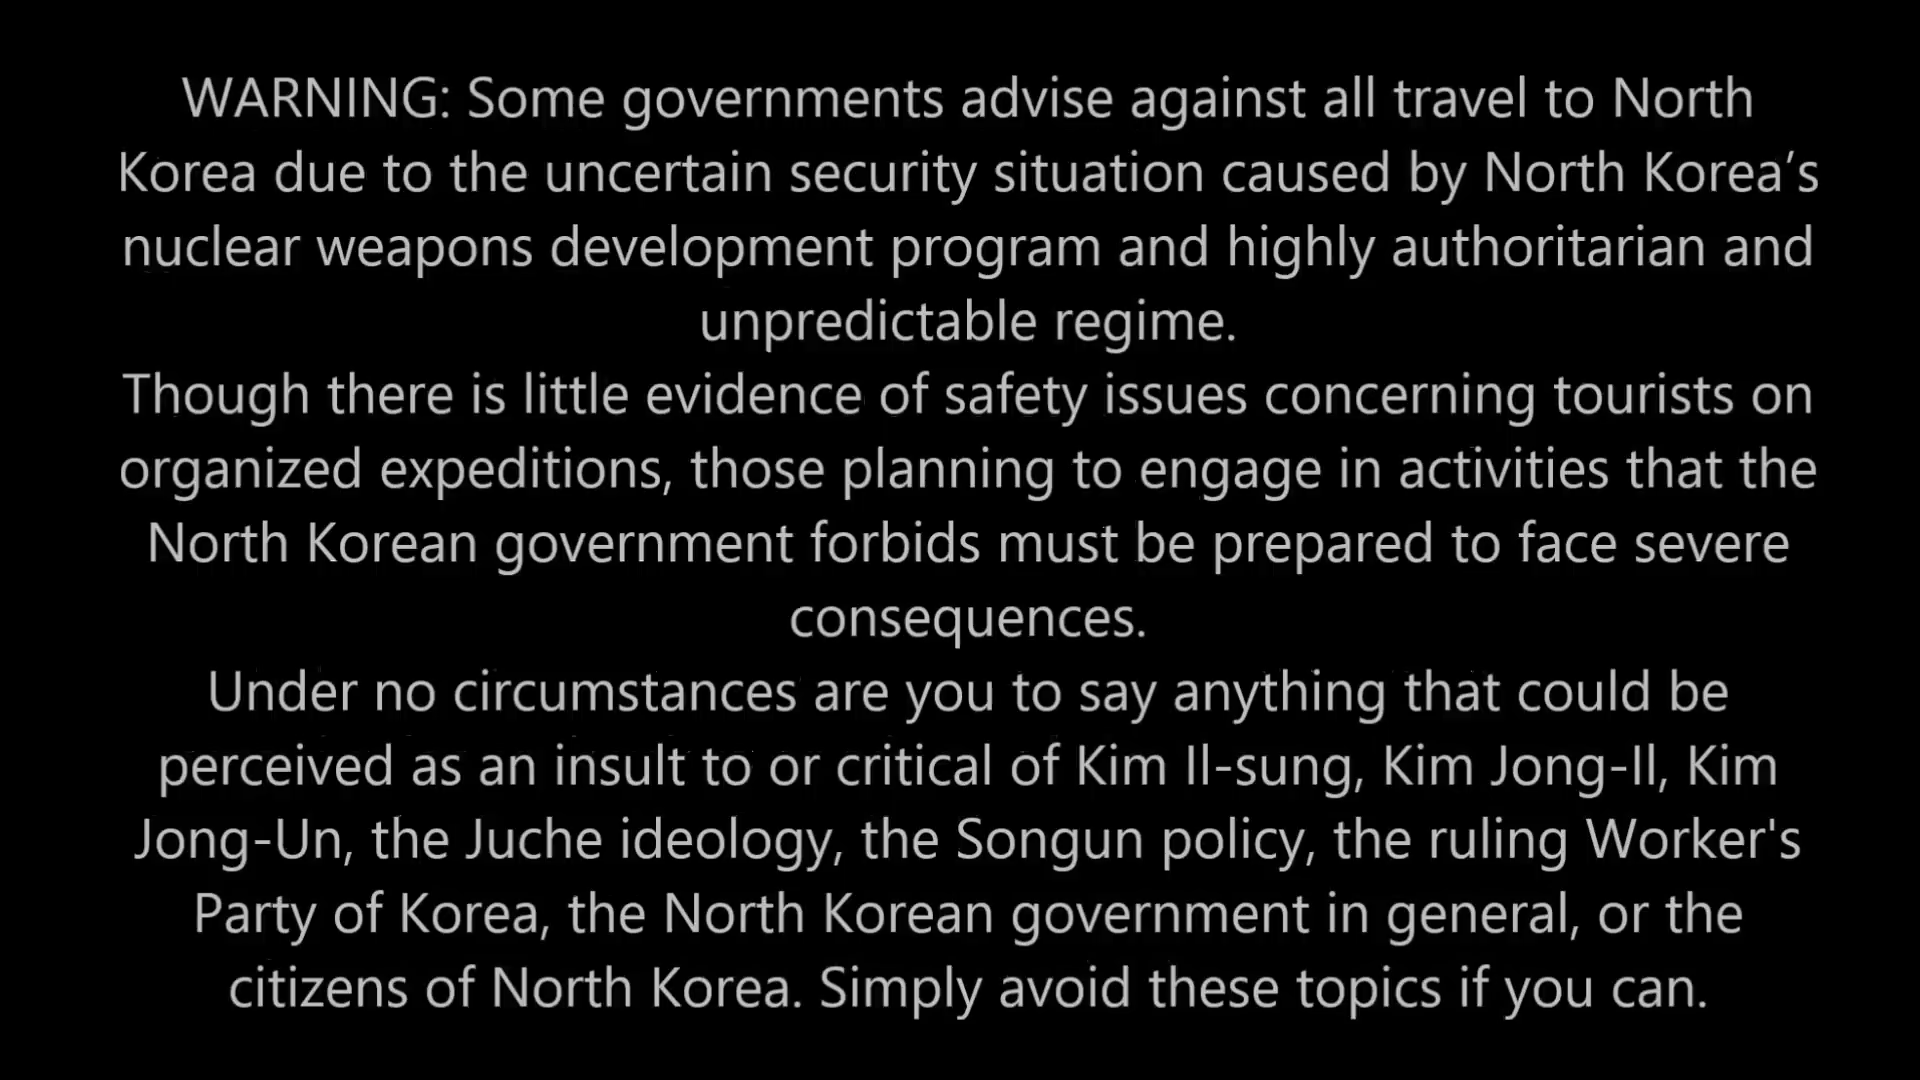 WARNING: Some governments advise against all travel to North
Korea due to the uncertain security situation caused by North Korea’s
nuclear weapons development program and highly authoritarian and
unpredictable regime.
Though there is little evidence of safety issues concerning tourists on
organized expeditions, those planning to engage in activities that the
North Korean government forbids must be prepared to face severe
consequences.
Under no circumstances are you to say anything that could be
perceived as an insult to or critical of Kim Il-sung, Kim Jong-Il, Kim
Jong-Un, the Juche ideology, the Songun policy, the ruling Worker's
Party of Korea, the North Korean government in general, or the
citizens of North Korea. Simply avoid these topics if you can.